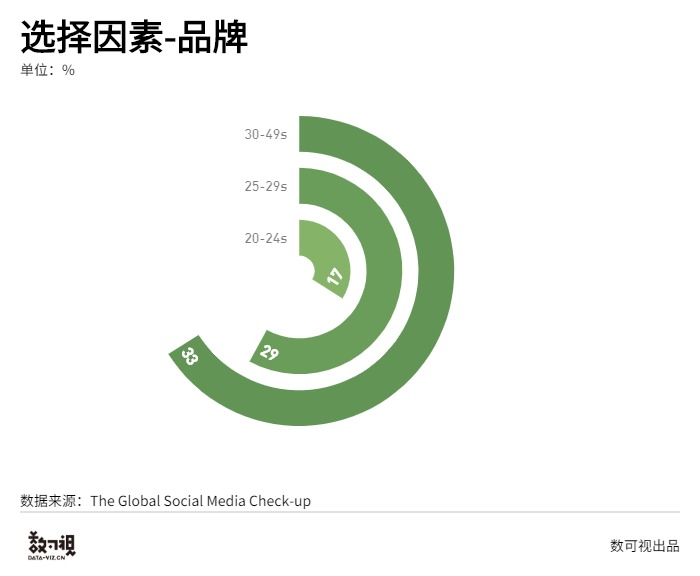 选择因素-品牌
单位：%
30-49s
25-29s
20-24s
17
29
33
数据来源：The Global Social Media Check-up
数可视
DATA-VIZ.CN
数可视出品